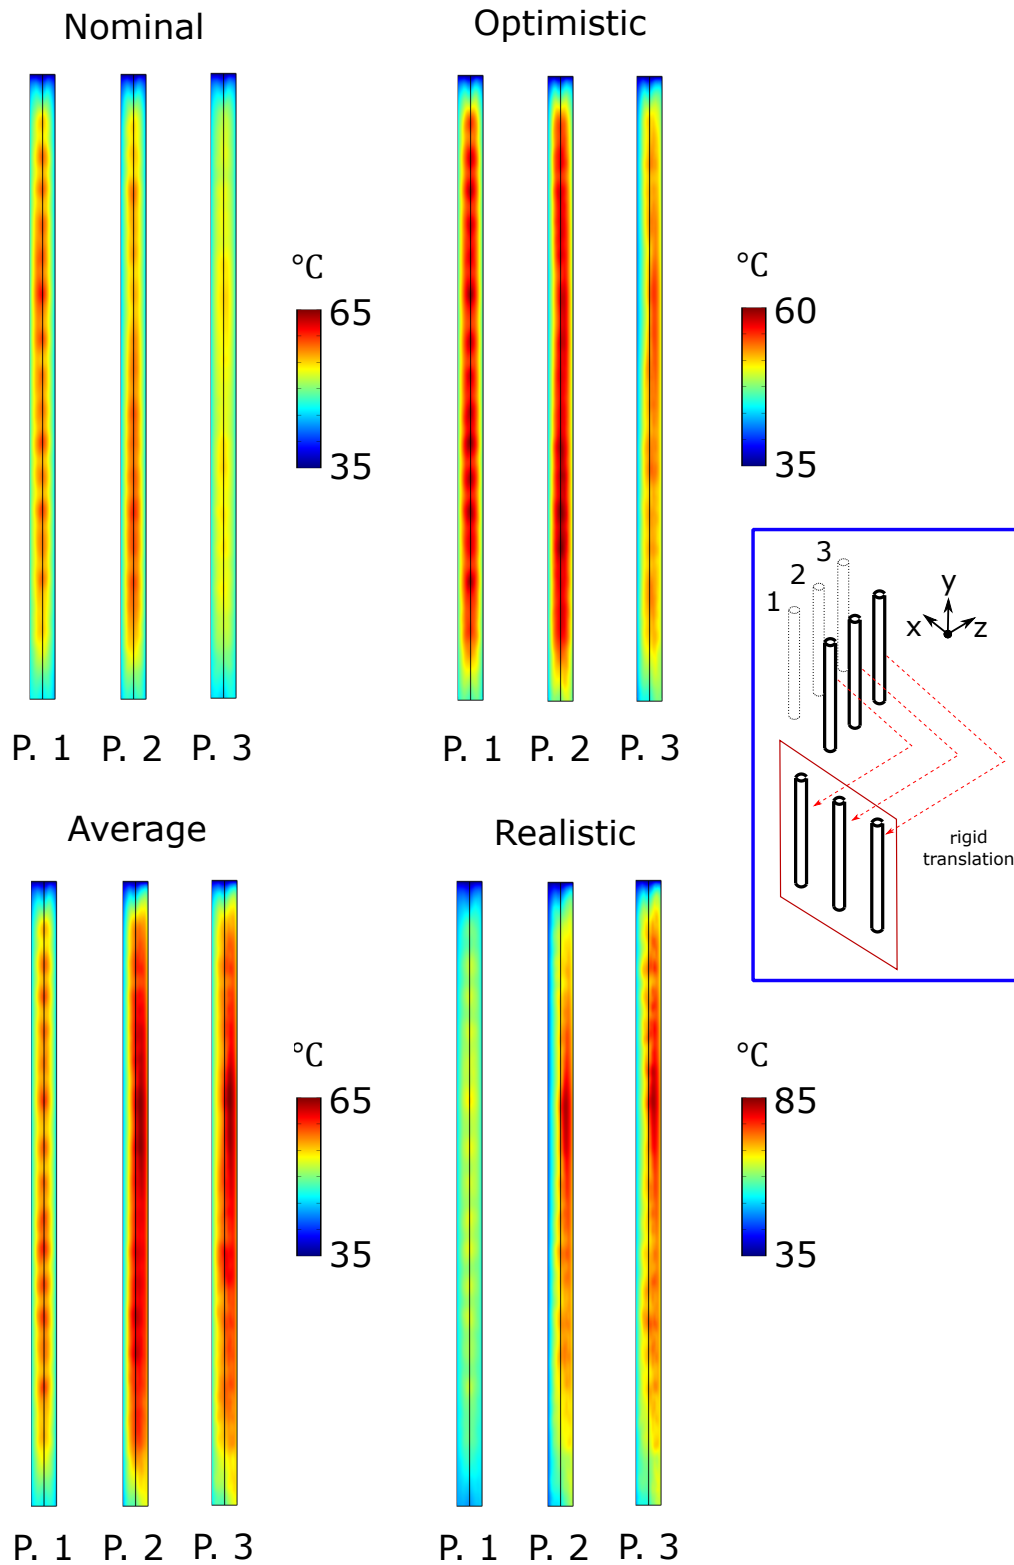 Nominal
Optimistic
°C
65
35
°C
60
35
P. 1 P. 2 P. 3
P. 1 P. 2 P. 3
1 2 3
x y z
rigid
translation
Average
Realistic
°C
65
35
°C
85
35
P. 1 P. 2 P. 3
P. 1 P. 2 P. 3